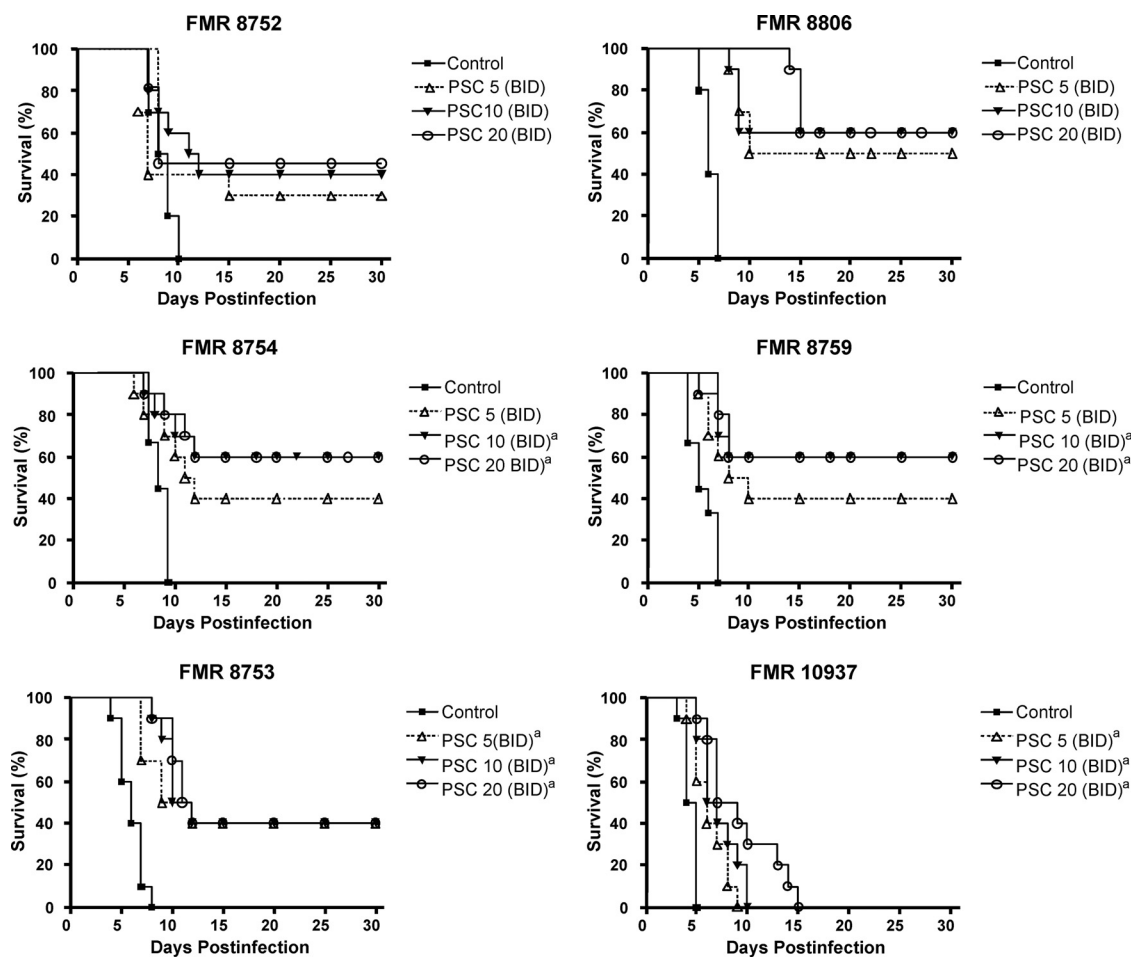 FMR 8752
100
80
60
40
20
0
Survival (%)
0 5 10 15 20 25 30
Days Postinfection
Control
PSC 5 (BID)
PSC10 (BID)
PSC 20 (BID)
FMR 8806
100
80
60
40
20
0
Survival (%)
0 5 10 15 20 25 30
Days Postinfection
Control
PSC 5 (BID)
PSC10 (BID)
PSC 20 (BID)
FMR 8754
100
80
60
40
20
0
Survival (%)
0 5 10 15 20 25 30
Days Postinfection
Control
PSC 5 (BID)
PSC 10 (BID)a
PSC 20 BID)a
FMR 8759
100
80
60
40
20
0
Survival (%)
0 5 10 15 20 25 30
Days Postinfection
Control
PSC 5 (BID)
PSC 10 (BID)a
PSC 20 (BID)a
FMR 8753
100
80
60
40
20
0
Survival (%)
0 5 10 15 20 25 30
Days Postinfection
Control
PSC 5(BID)a
PSC 10 (BID)a
PSC 20 (BID)a
FMR 10937
100
80
60
40
20
0
Survival (%)
0 5 10 15 20 25 30
Days Postinfection
Control
PSC 5 (BID)a
PSC 10 (BID)a
PSC 20 (BID)a